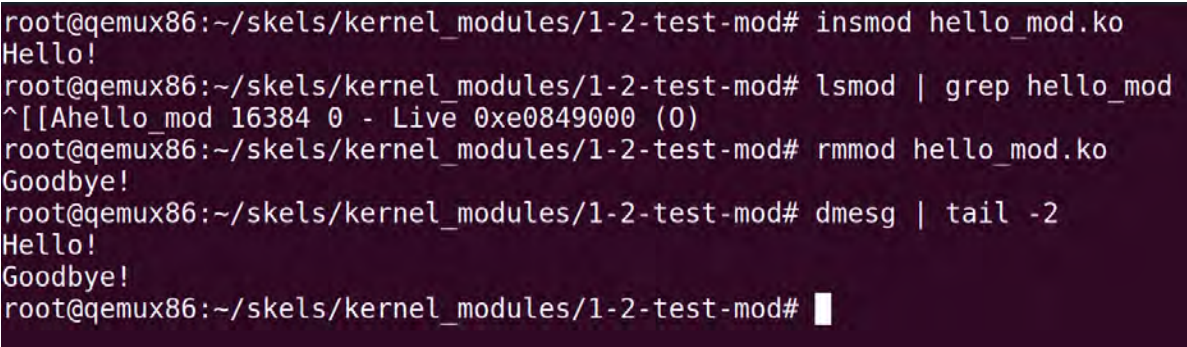 root@qemux86:~/skels/kernel_modules/1-2-test-mod# insmod hello_mod.ko
Hello!
root@qemux86:~/skels/kernel_modules/1-2-test-mod# lsmod | grep hello_mod
^[[Ahello_mod 16384 0 - Live 0xe0849000 (O)
root@qemux86:~/skels/kernel_modules/1-2-test-mod# rmmod hello_mod.ko
Goodbye!
root@qemux86:~/skels/kernel_modules/1-2-test-mod# dmesg | tail -2
Hello!
Goodbye!
root@qemux86:~/skels/kernel_modules/1-2-test-mod#